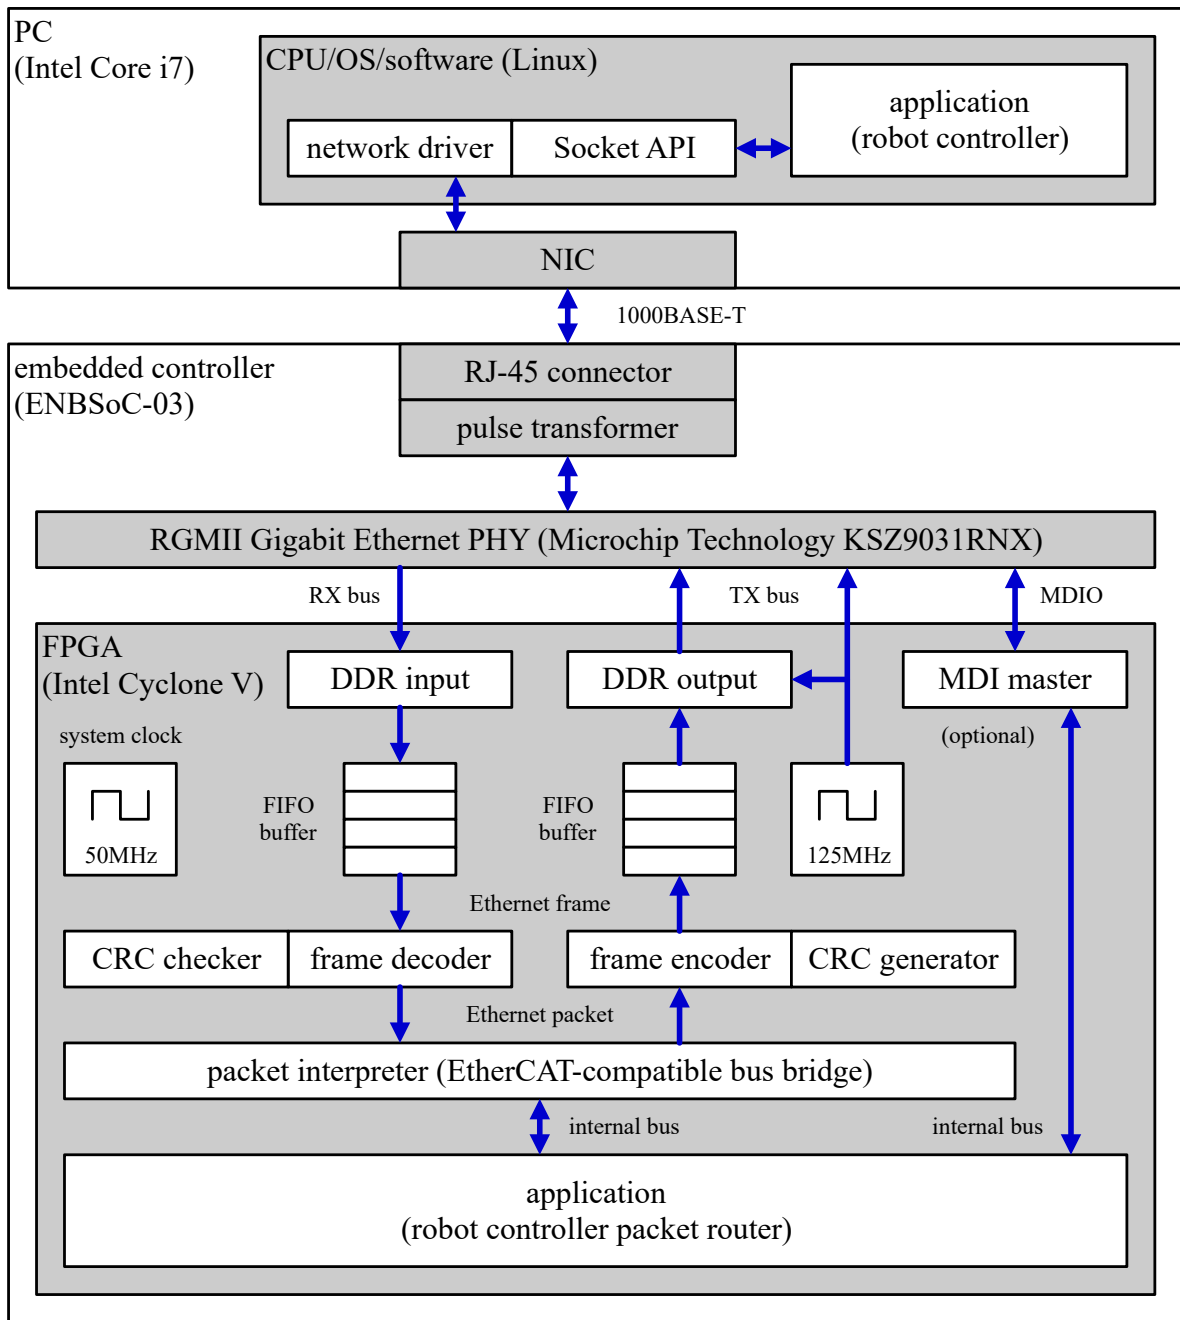 PC
(Intel Core i7)
CPU/OS/software (Linux)
network driver
Socket API
application
(robot controller)
NIC
1000BASE-T
embedded controller
(ENBSoC-03)
RJ-45 connector
pulse transformer
RGMII Gigabit Ethernet PHY (Microchip Technology KSZ9031RNX)
RX bus
TX bus
MDIO
FPGA
(Intel Cyclone V)
DDR input
DDR output
MDI master
system clock
(optional)
50MHz
FIFO
buffer
FIFO
buffer
125MHz
Ethernet frame
CRC checker
frame decoder
frame encoder
CRC generator
Ethernet packet
packet interpreter (EtherCAT-compatible bus bridge)
internal bus
internal bus
application
(robot controller packet router)